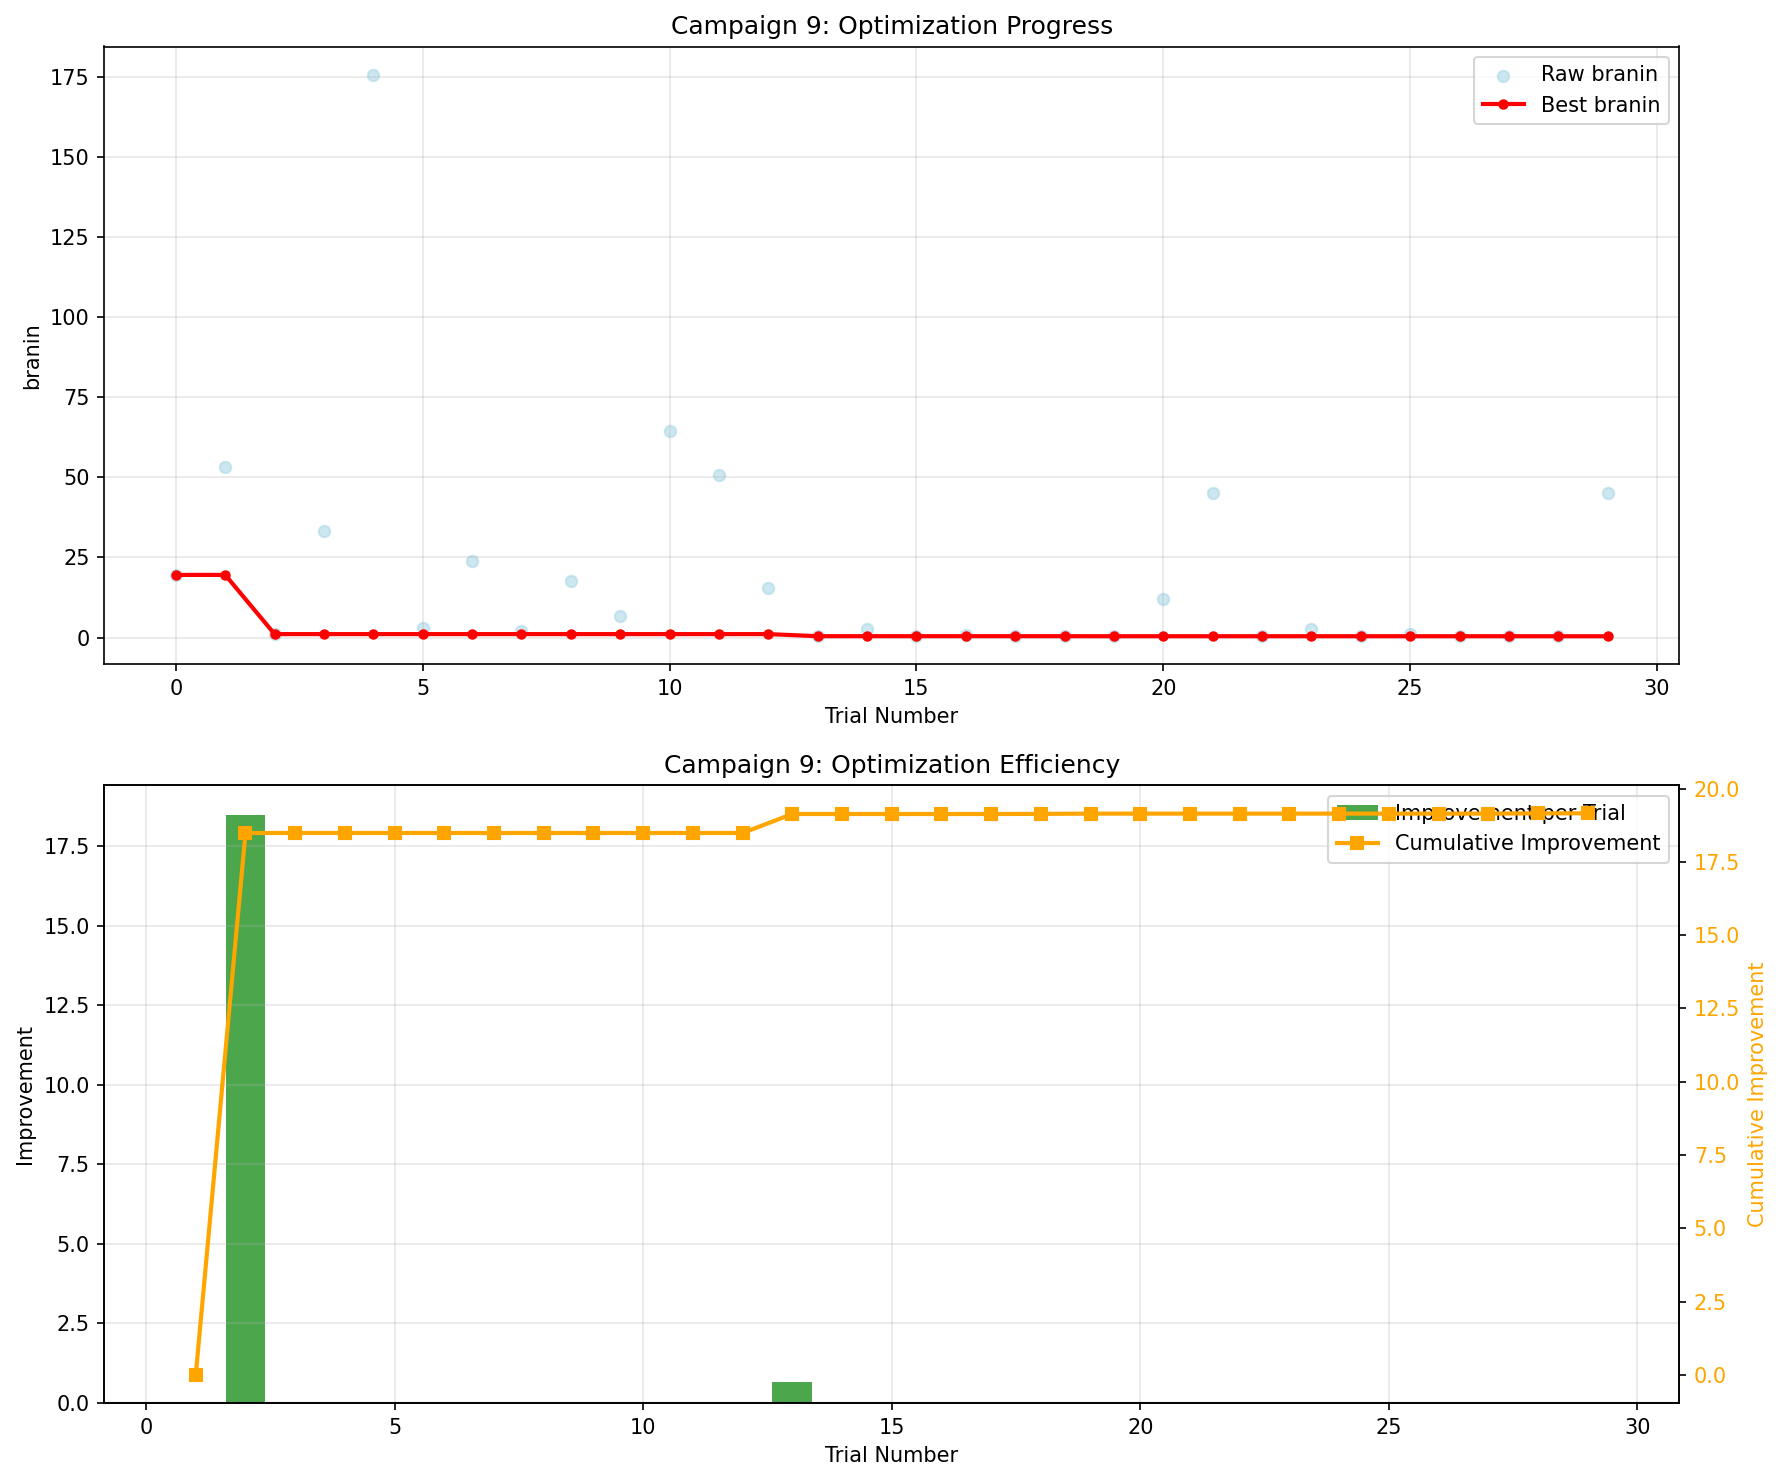 Campaign 9: Optimization Progress
175
150
125
100
75
50
25
0
branin
Raw branin
Best branin
0 5 10 15 20 25 30
Trial Number
Campaign 9: Optimization Efficiency
17.5
15.0
12.5
10.0
7.5
5.0
2.5
0.0
Improvement
Improvement per Trial
Cumulative Improvement
20.0
17.5
15.0
12.5
10.0
7.5
5.0
2.5
0.0
Cumulative Improvement
0 5 10 15 20 25 30
Trial Number